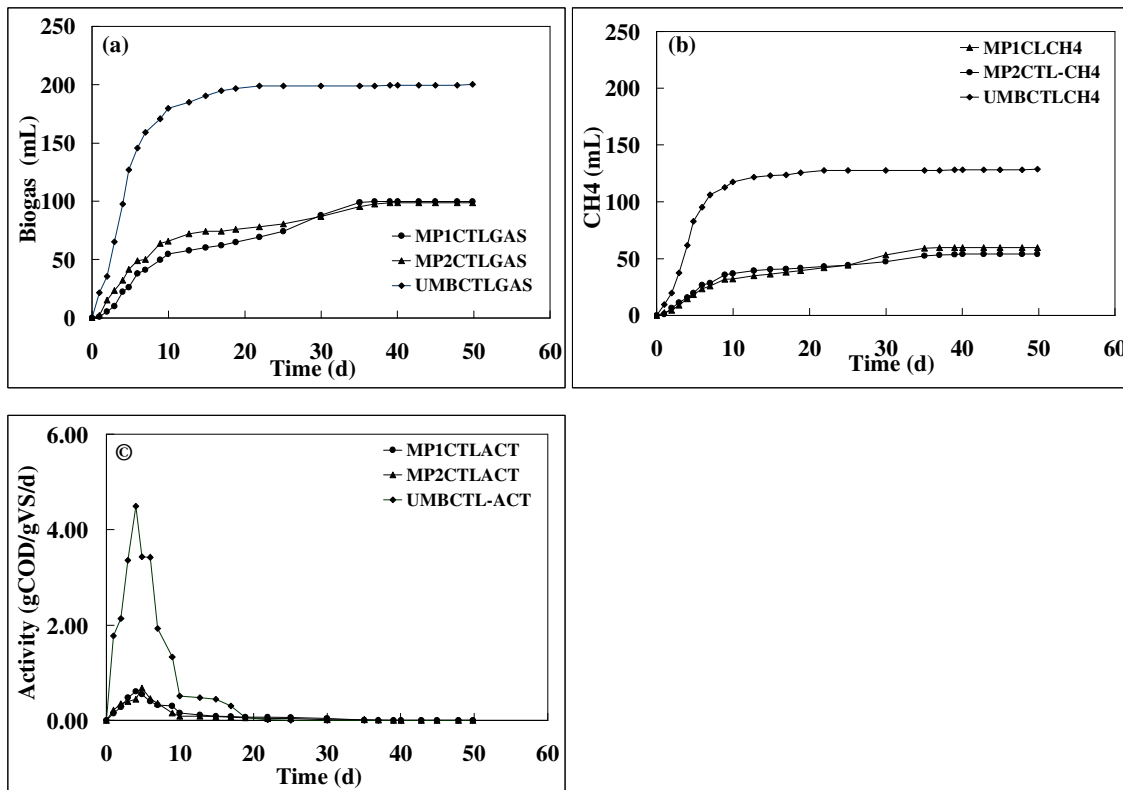 (a)
Biogas (mL)
250
200
150
100
50
0
MP1CTLGAS
MP2CTLGAS
UMBCTLGAS
0 10 20 30 40 50 60
Time (d)
(b)
CH4 (mL)
250
200
150
100
50
0
MP1CLCH4
MP2CTL-CH4
UMBCTLCH4
0 10 20 30 40 50 60
Time (d)
©
Activity (gCOD/gVS/d)
6.00
4.00
2.00
0.00
MP1CTLACT
MP2CTLACT
UMBCTL-ACT
0 10 20 30 40 50 60
Time (d)